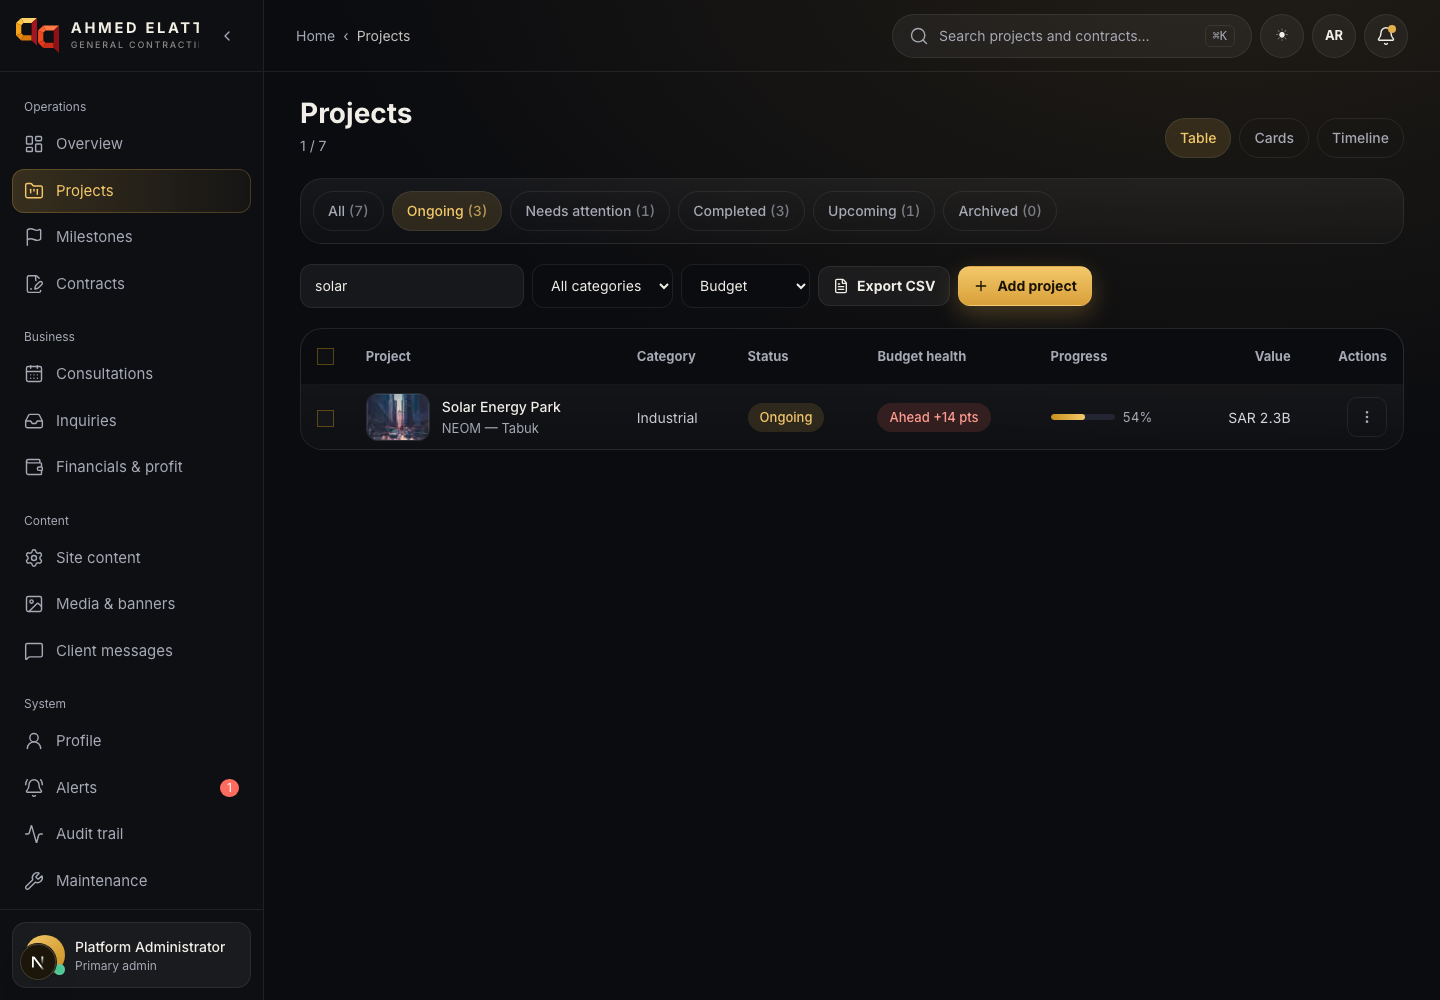 AHMED ELATT
GENERAL CONTRACTI
Home ‹ Projects
Search projects and contracts... ⌘K
AR
Operations
Overview
Projects
Milestones
Contracts
Business
Consultations
Inquiries
Financials & profit
Content
Site content
Media & banners
Client messages
System
Profile
Alerts 1
Audit trail
Maintenance
N
Platform Administrator
Primary admin
Projects
1 / 7
Table Cards Timeline
All (7) Ongoing (3) Needs attention (1) Completed (3) Upcoming (1) Archived (0)
solar All categories Budget Export CSV + Add project
Project Category Status Budget health Progress Value Actions
Solar Energy Park
NEOM — Tabuk
Industrial Ongoing Ahead +14 pts 54% SAR 2.3B